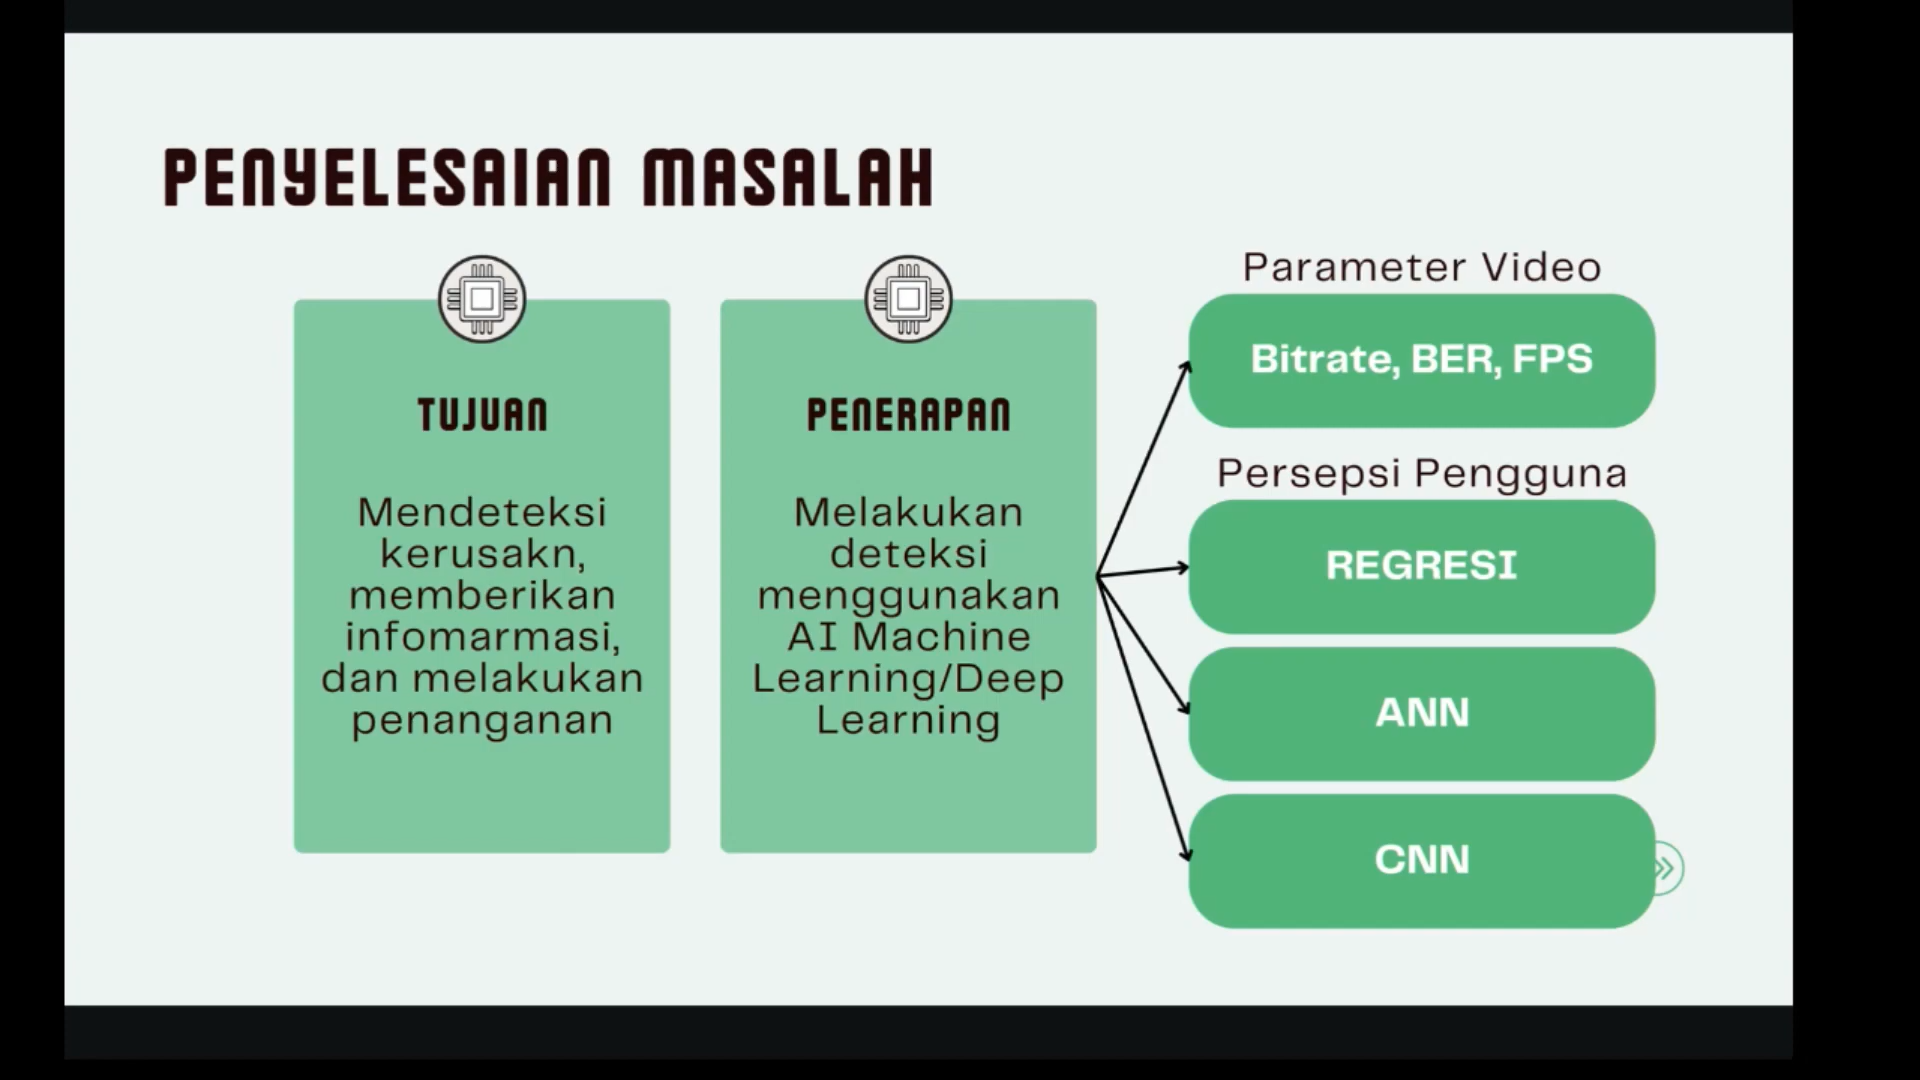 PENYELESAIAN MASALAH
TUJUAN
Mendeteksi
kerusakn,
memberikan
infomarmasi,
dan melakukan
penanganan
PENERAPAN
Melakukan
deteksi
menggunakan
AI Machine
Learning/Deep
Learning
Parameter Video
Bitrate, BER, FPS
Persepsi Pengguna
REGRESI
ANN
CNN